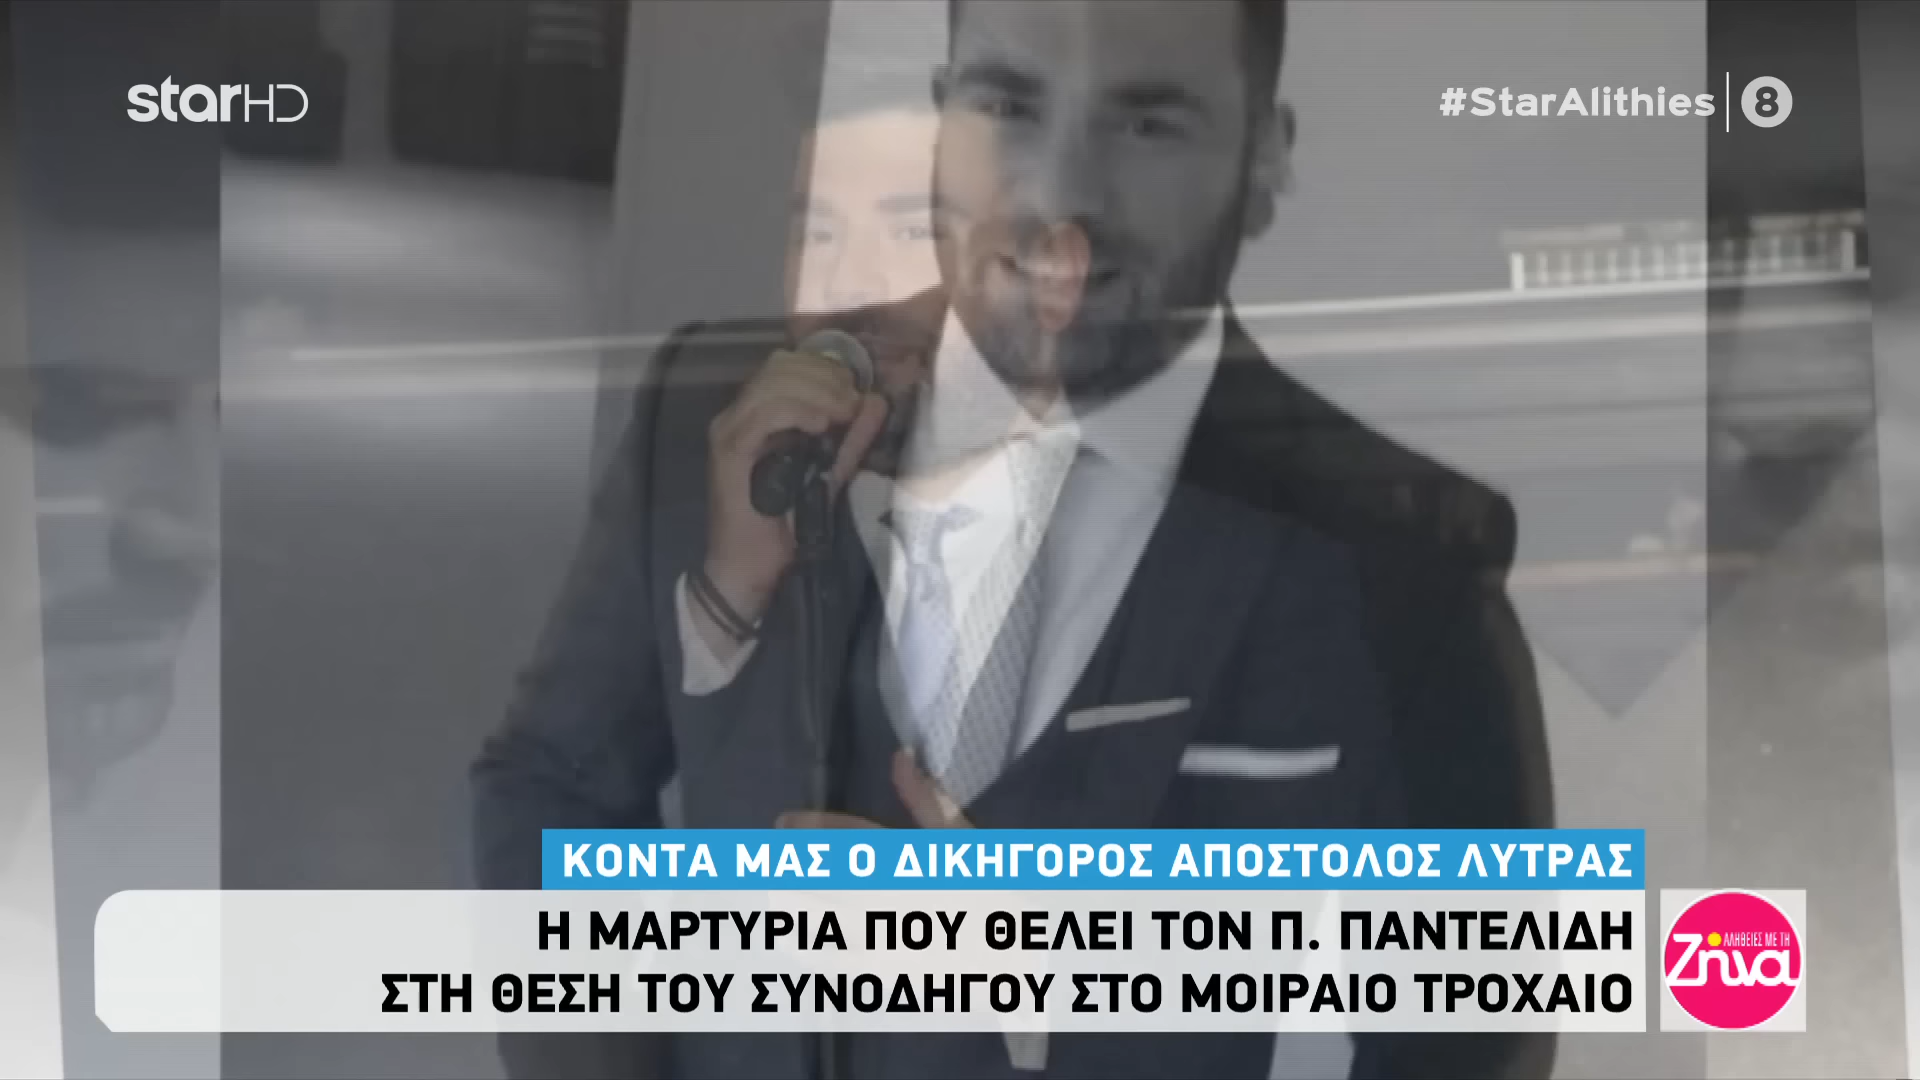 starHD
#StarAlithies 8
ΚΟΝΤΑ ΜΑΣ Ο ΔΙΚΗΓΟΡΟΣ ΑΠΟΣΤΟΛΟΣ ΛΥΤΡΑΣ
Η ΜΑΡΤΥΡΙΑ ΠΟΥ ΘΕΛΕΙ ΤΟΝ Π. ΠΑΝΤΕΛΙΔΗ
ΣΤΗ ΘΕΣΗ ΤΟΥ ΣΥΝΟΔΗΓΟΥ ΣΤΟ ΜΟΙΡΑΙΟ ΤΡΟΧΑΙΟ
ΑΛΗΘΕΙΕΣ ΜΕ ΤΗ
Ζήνα